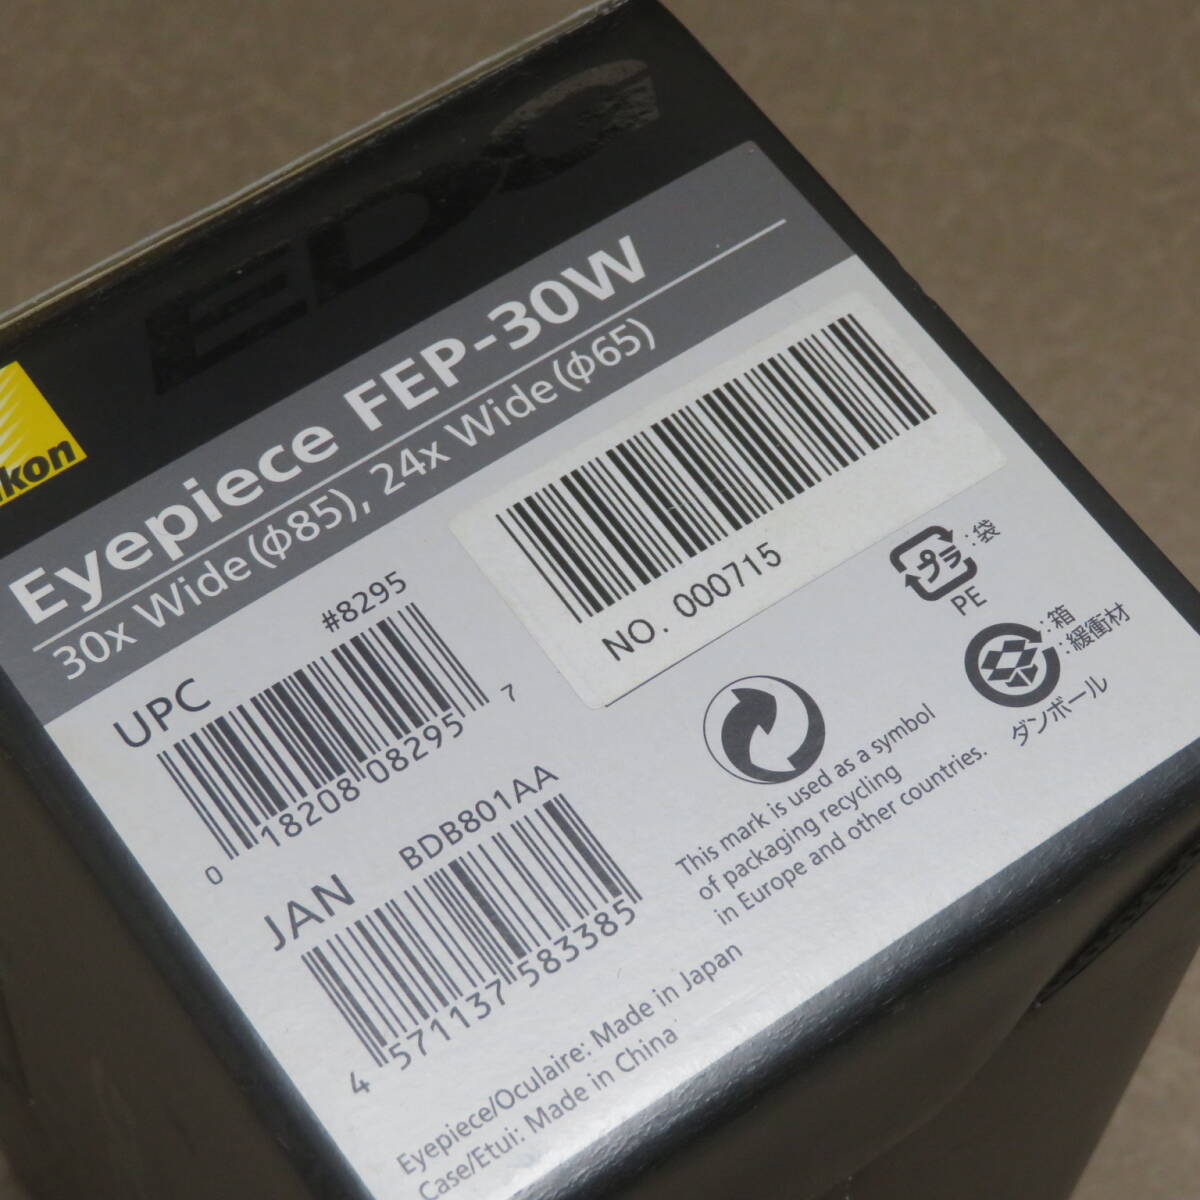 EDG
Nikon
Eyepiece FEP-30W
30x Wide(φ85), 24x Wide(φ65)
NO. 000715
UPC #8295
0 18208 08295 7
JAN BDB801AA
4 571137 583385
プラ :袋
PE
:箱
:緩衝材
ダンボール
This mark is used as a symbol
of packaging recycling
in Europe and other countries.
Eyepiece/Oculaire: Made in Japan
Case/Etui: Made in China